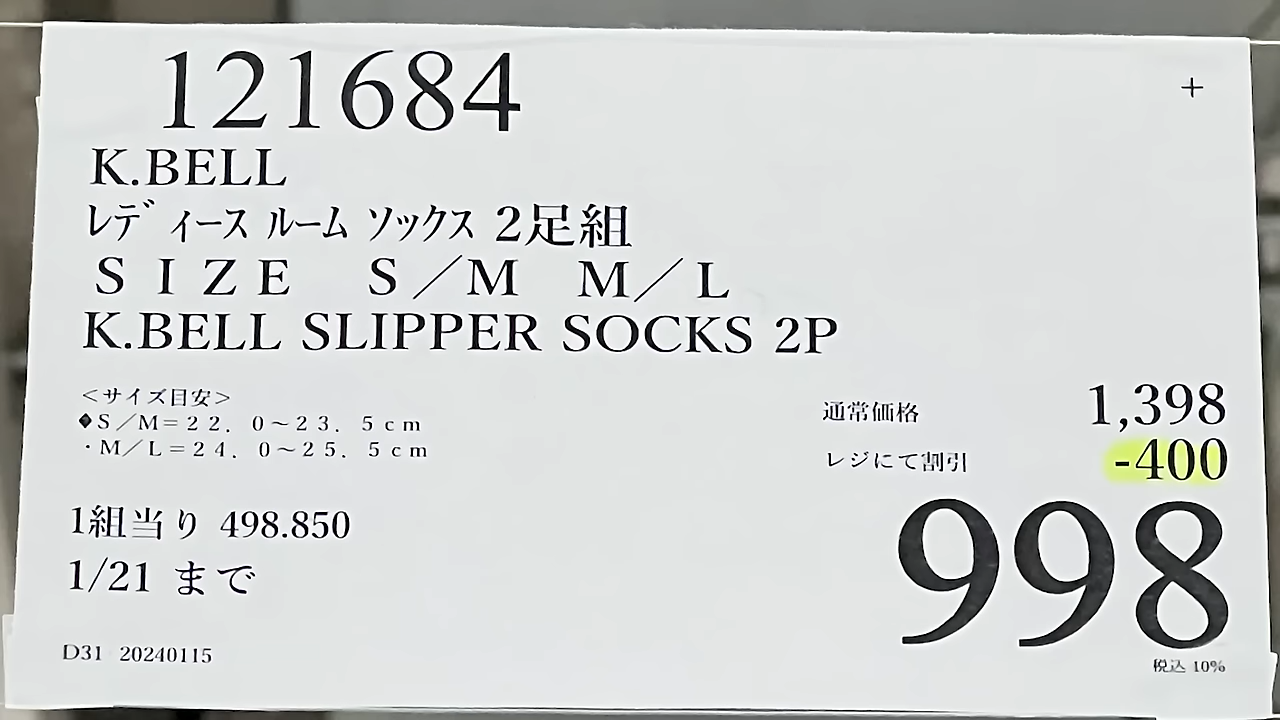 121684
+
K.BELL
ﾚﾃﾞｨｰｽ ﾙｰﾑ ｿｯｸｽ 2足組
ＳＩＺＥ　Ｓ／Ｍ　Ｍ／Ｌ
K.BELL SLIPPER SOCKS 2P
＜サイズ目安＞
◆Ｓ／Ｍ＝２２．０～２３．５ｃｍ
・Ｍ／Ｌ＝２４．０～２５．５ｃｍ
通常価格 1,398
レジにて割引 -400
998
税込 10%
1組当り 498.850
1/21 まで
D31 20240115